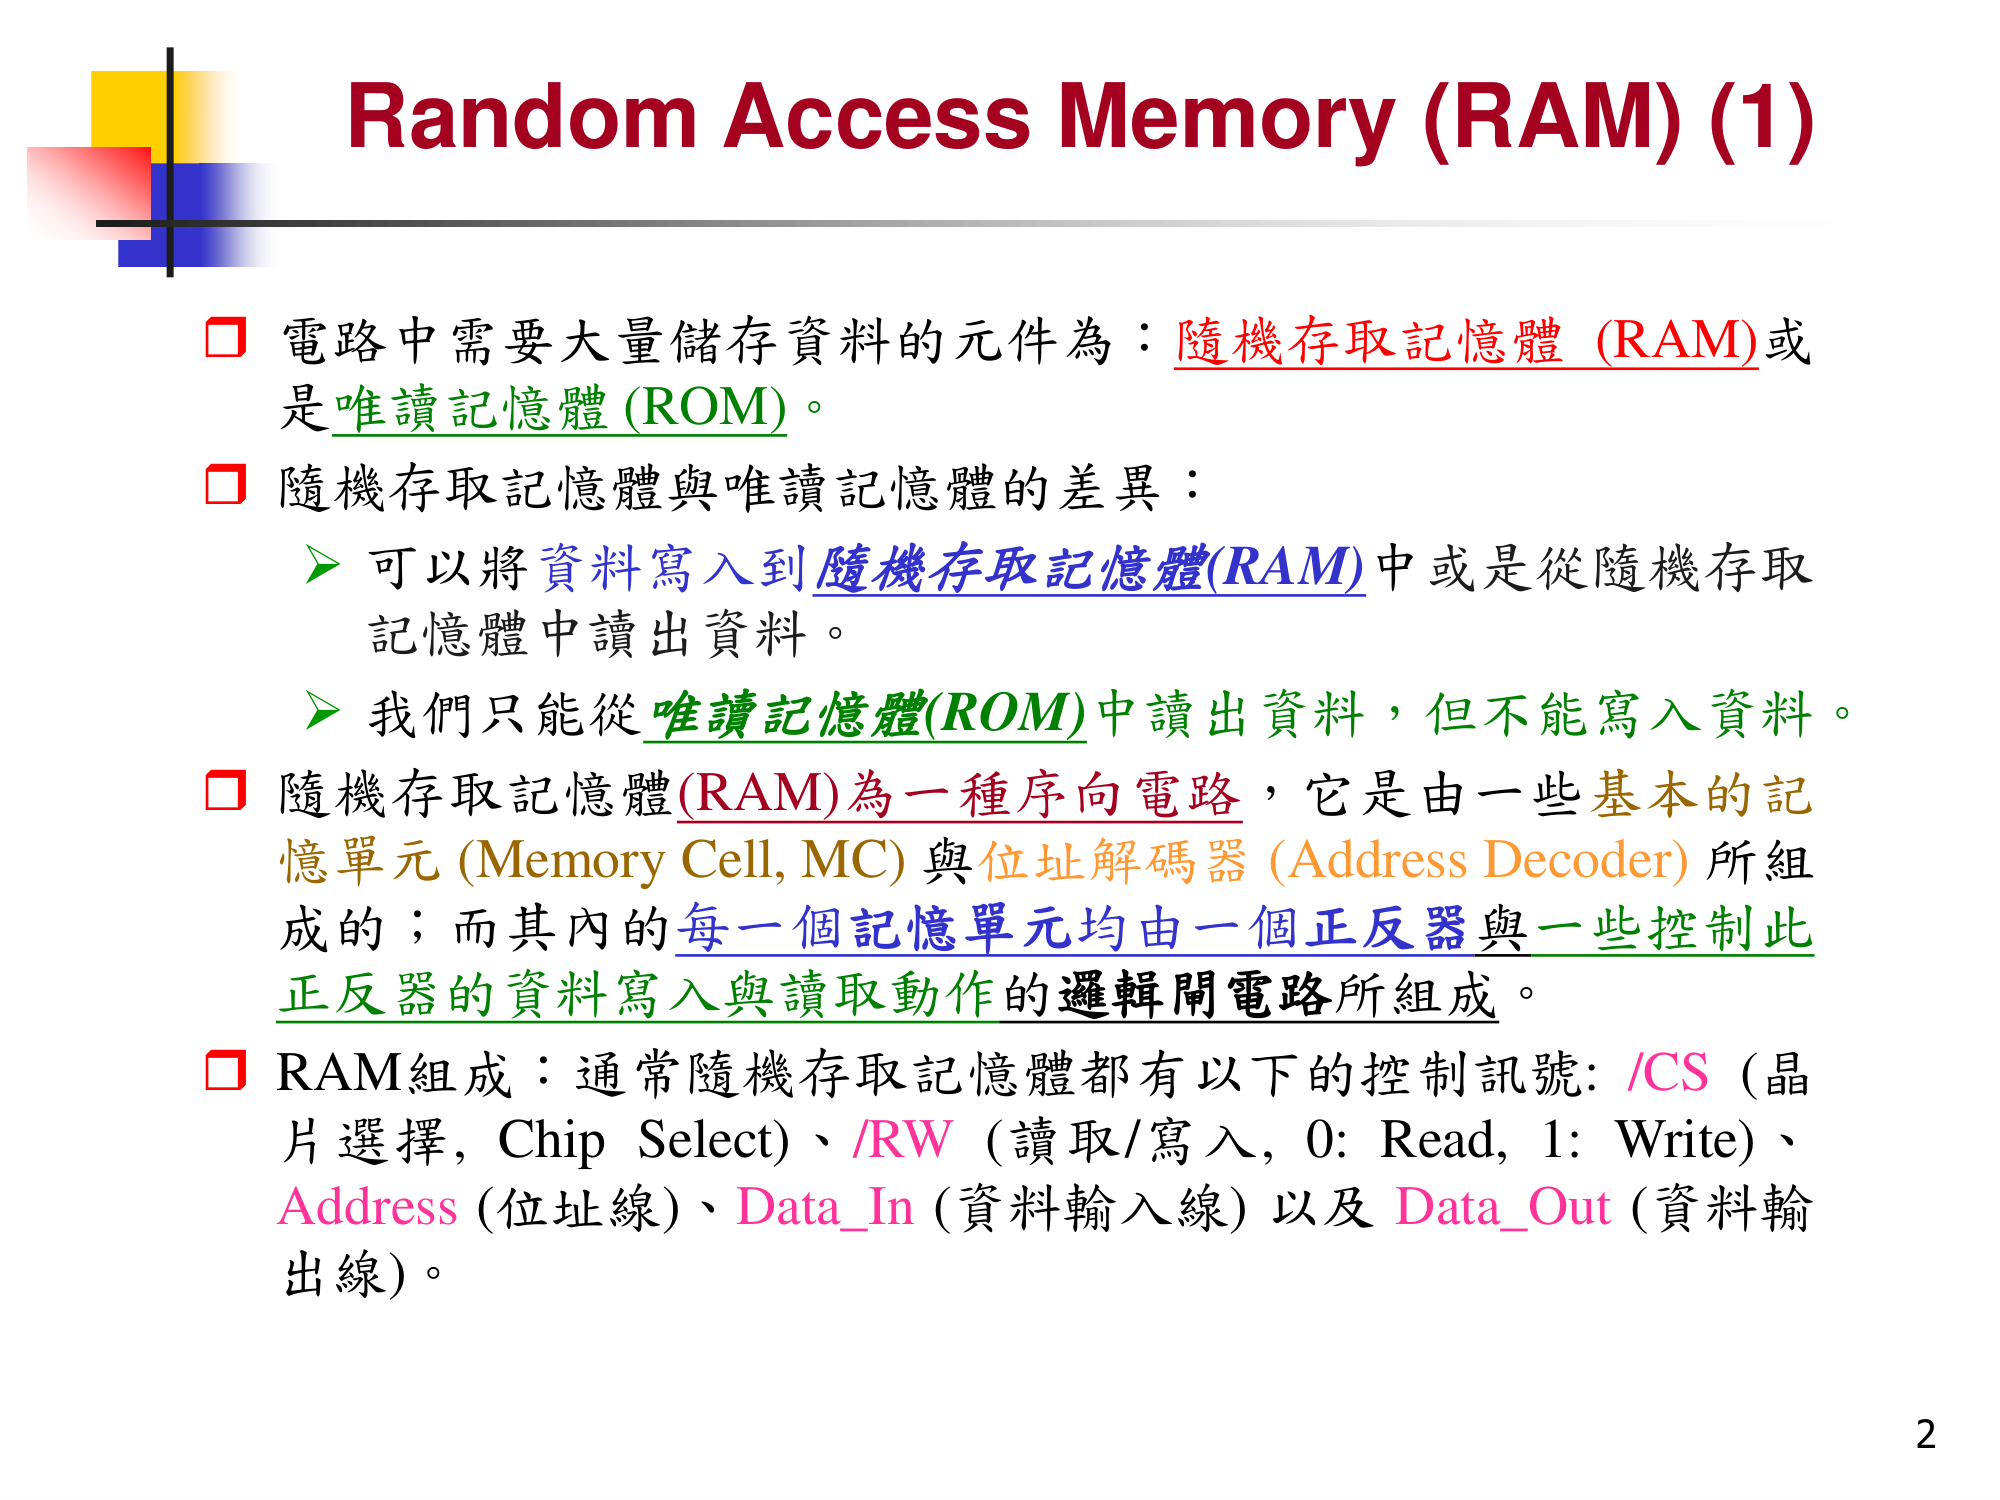 Random Access Memory (RAM) (1)
電路中需要大量儲存資料的元件為：隨機存取記憶體 (RAM)或
是唯讀記憶體 (ROM)。
隨機存取記憶體與唯讀記憶體的差異：
可以將資料寫入到隨機存取記憶體(RAM)中或是從隨機存取
記憶體中讀出資料。
我們只能從唯讀記憶體(ROM)中讀出資料，但不能寫入資料。
隨機存取記憶體(RAM)為一種序向電路，它是由一些基本的記
憶單元 (Memory Cell, MC) 與位址解碼器 (Address Decoder) 所組
成的；而其內的每一個記憶單元均由一個正反器與一些控制此
正反器的資料寫入與讀取動作的邏輯閘電路所組成。
RAM組成：通常隨機存取記憶體都有以下的控制訊號: /CS (晶
片選擇, Chip Select)、/RW (讀取/寫入, 0: Read, 1: Write)、
Address (位址線)、Data_In (資料輸入線) 以及 Data_Out (資料輸
出線)。
2